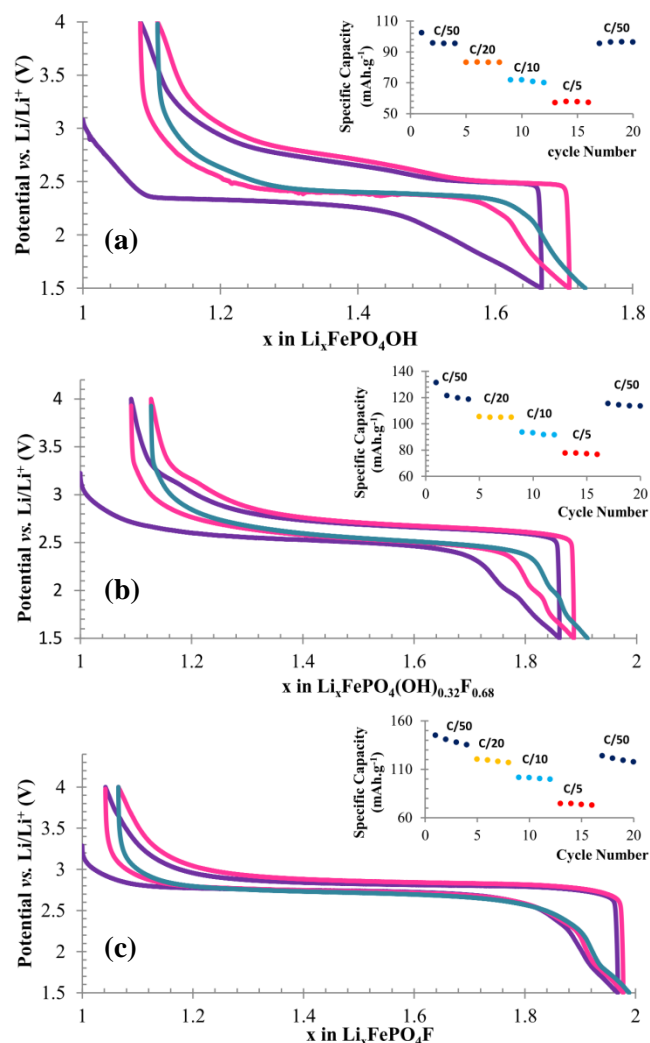 4
3.5
3
2.5
2
1.5
Potential vs. Li/Li⁺ (V)
(a)
1
1.2
1.4
1.6
1.8
x in LiₓFePO₄OH
Specific Capacity
(mAh.g⁻¹)
110
90
70
50
C/50
C/20
C/10
C/5
C/50
0
5
10
15
20
cycle Number
4
3.5
3
2.5
2
1.5
Potential vs. Li/Li⁺ (V)
(b)
1
1.2
1.4
1.6
1.8
2
x in LiₓFePO₄(OH)₀.₃₂F₀.₆₈
Specific Capacity
(mAh.g⁻¹)
140
120
100
80
60
C/50
C/20
C/10
C/5
C/50
0
5
10
15
20
Cycle Number
4
3.5
3
2.5
2
1.5
Potential vs. Li/Li⁺ (V)
(c)
1
1.2
1.4
1.6
1.8
2
x in LiₓFePO₄F
Specific Capacity
(mAh.g⁻¹)
160
110
60
C/50
C/20
C/10
C/5
C/50
0
5
10
15
20
Cycle Number